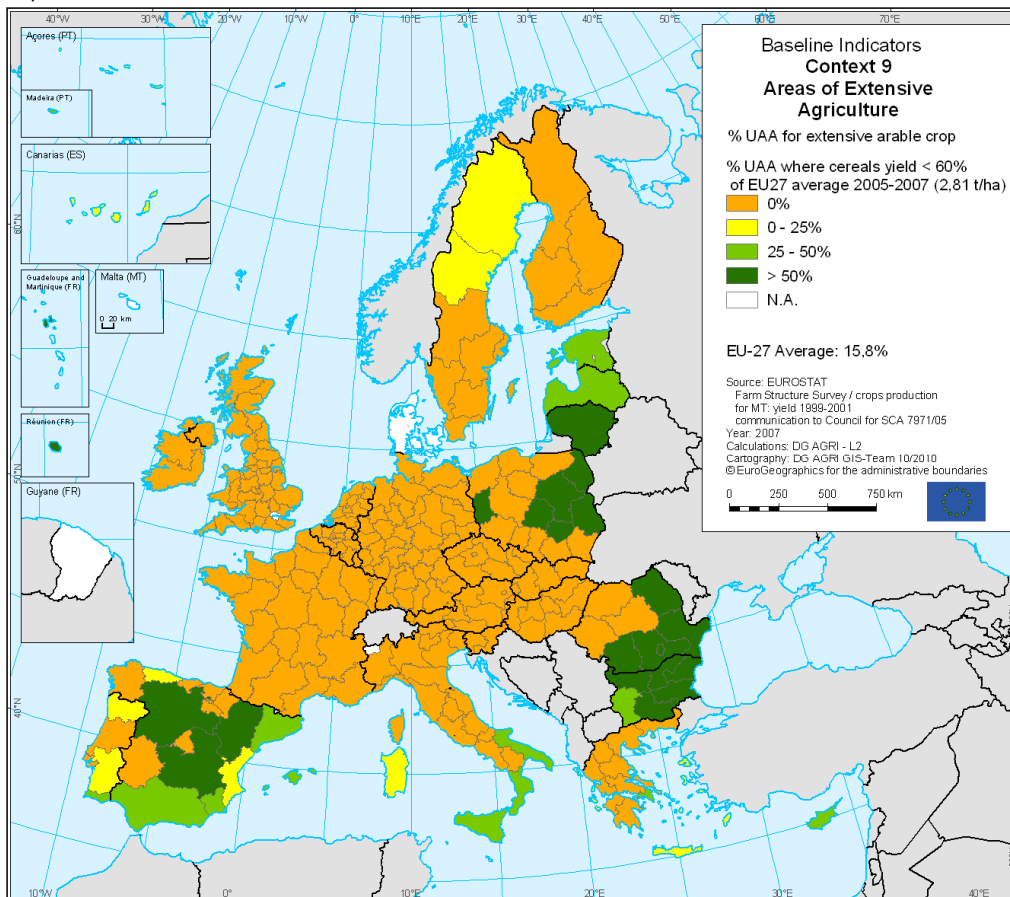 40°W
30°W
20°W
10°W
0°
10°E
20°E
30°E
40°E
50°E
60°E
70°E
Açores (PT)
Madeira (PT)
Canarias (ES)
Guadeloupe and
Martinique (FR)
Malta (MT)
0 20 km
Réunion (FR)
Guyane (FR)
Baseline Indicators
Context 9
Areas of Extensive
Agriculture
% UAA for extensive arable crop
% UAA where cereals yield < 60%
of EU27 average 2005-2007 (2,81 t/ha)
0%
0 - 25%
25 - 50%
> 50%
N.A.
EU-27 Average: 15,8%
Source: EUROSTAT
Farm Structure Survey / crops production
for MT: yield 1999-2001
communication to Council for SCA 7971/05
Year: 2007
Calculations: DG AGRI - L2
Cartography: DG AGRI GIS-Team 10/2010
© EuroGeographics for the administrative boundaries
0 250 500 750 km
60°N
50°N
40°N
10°W
0°
10°E
20°E
30°E
40°E